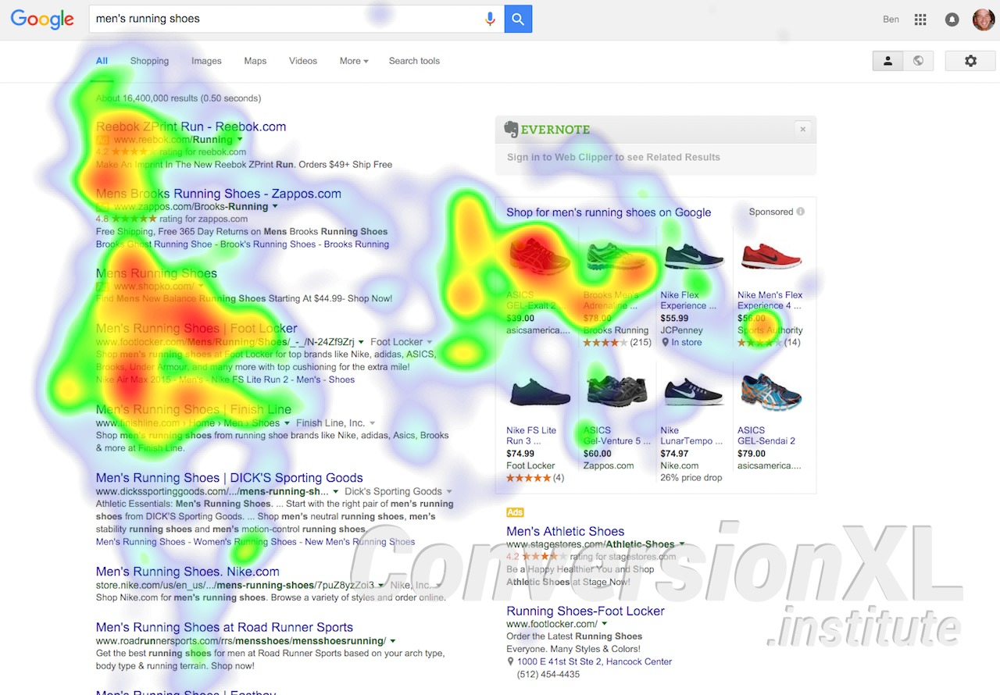 Google
men's running shoes
Ben
All Shopping Images Maps Videos More Search tools
About 16,400,000 results (0.50 seconds)
Reebok ZPrint Run - Reebok.com
Ad www.reebok.com/Running
4.2 ★★★★ rating for reebok.com
Make An Imprint In The New Reebok ZPrint Run. Orders $49+ Ship Free
Mens Brooks Running Shoes - Zappos.com
www.zappos.com/Brooks-Running
4.8 ★★★★★ rating for zappos.com
Free Shipping, Free 365 Day Returns on Mens Brooks Running Shoes
Brooks Ghost Running Shoe - Brook's Running Shoes - Brooks Running
Mens Running Shoes
www.shopko.com/
Find Mens New Balance Running Shoes Starting At $44.99- Shop Now!
Men's Running Shoes | Foot Locker
www.footlocker.com/Mens/Running/Shoes/_-_/N-24Zf9Zrj Foot Locker
Shop men's running shoes at Foot Locker for top brands like Nike, adidas, ASICS,
Brooks, Under Armour, and many more with top cushioning for the extra mile!
Nike Air Max 2015 - Men's - Nike FS Lite Run 2 - Men's - Shoes
Men's Running Shoes | Finish Line
www.finishline.com › Home › Men › Shoes Finish Line, Inc.
Shop men's running shoes from running shoe brands like Nike, adidas, Asics, Brooks
& more at Finish Line.
Men's Running Shoes | DICK'S Sporting Goods
www.dickssportinggoods.com/.../mens-running-sh... Dick's Sporting Goods
Athletic Essentials: Men's Running Shoes. ... Start with the right pair of men's running
shoes from DICK'S Sporting Goods. ... Shop men's neutral running shoes, men's
stability running shoes and men's motion-control running shoes.
Men's Running Shoes - Women's Running Shoes - New Men's Running Shoes
Men's Running Shoes. Nike.com
store.nike.com/us/en_us/.../mens-running-shoes/7puZ8yzZoi3 Nike, Inc.
Shop Nike.com for men's running shoes. Browse a variety of styles and order online.
Men's Running Shoes at Road Runner Sports
www.roadrunnersports.com/rrs/mensshoes/mensshoesrunning/
Get the best running shoes for men at Road Runner Sports based on your arch type,
body type & running terrain. Shop now!
Men's Running Shoes | Eastbay
EVERNOTE
Sign in to Web Clipper to see Related Results
Shop for men's running shoes on Google Sponsored
ASICS
GEL-Exalt 2 ...
$39.00
asicsamerica....
Brooks Men's
Adrenaline ...
$78.00
Brooks Running
★★★★★ (215)
Nike Flex
Experience ...
$55.99
JCPenney
In store
Nike Men's Flex
Experience 4 ...
$56.00
Sports Authority
★★★★★ (14)
Nike FS Lite
Run 3 ...
$74.99
Foot Locker
★★★★★ (4)
ASICS
Gel-Venture 5 ...
$60.00
Zappos.com
Nike
LunarTempo ...
$74.97
Nike.com
26% price drop
ASICS
GEL-Sendai 2
$79.00
asicsamerica....
Ads
Men's Athletic Shoes
www.stagestores.com/Athletic-Shoes
4.2 ★★★★★ rating for stagestores.com
Be a Happy Healthier You and Shop
Athletic Shoes at Stage Now!
Running Shoes-Foot Locker
www.footlocker.com/
Order the Latest Running Shoes
Everyone. Many Styles & Colors!
1000 E 41st St Ste 2, Hancock Center
(512) 454-4435
ConversionXL
.institute